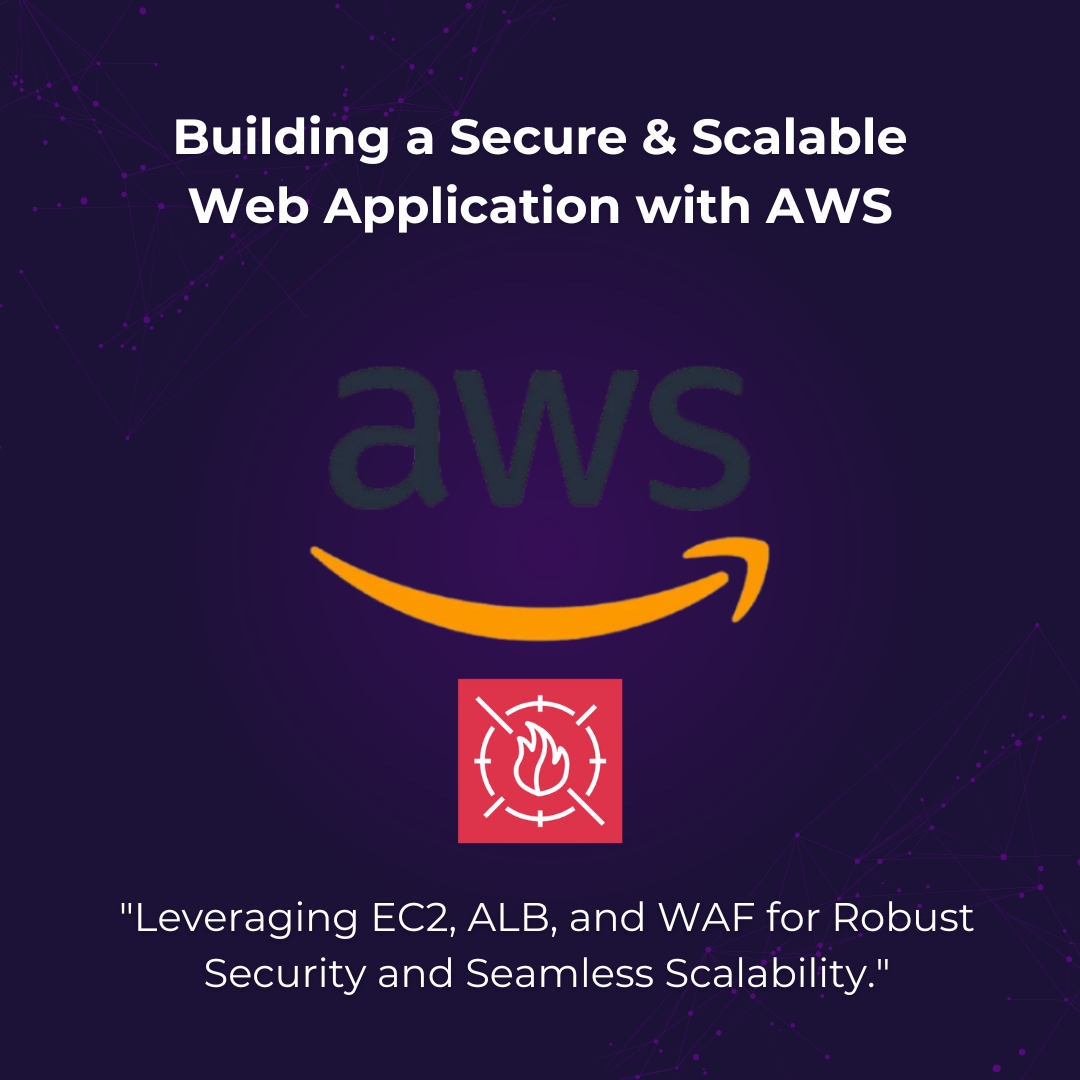 Building a Secure & Scalable
Web Application with AWS
aws
"Leveraging EC2, ALB, and WAF for Robust
Security and Seamless Scalability."